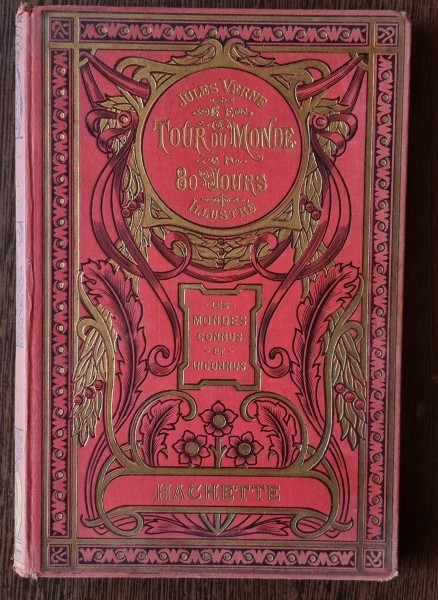 JULES VERNE
LE
TOUR DU MONDE
EN
80 JOURS
ILLUSTRÉ
LES
MONDES
CONNUS
ET
INCONNUS
HACHETTE